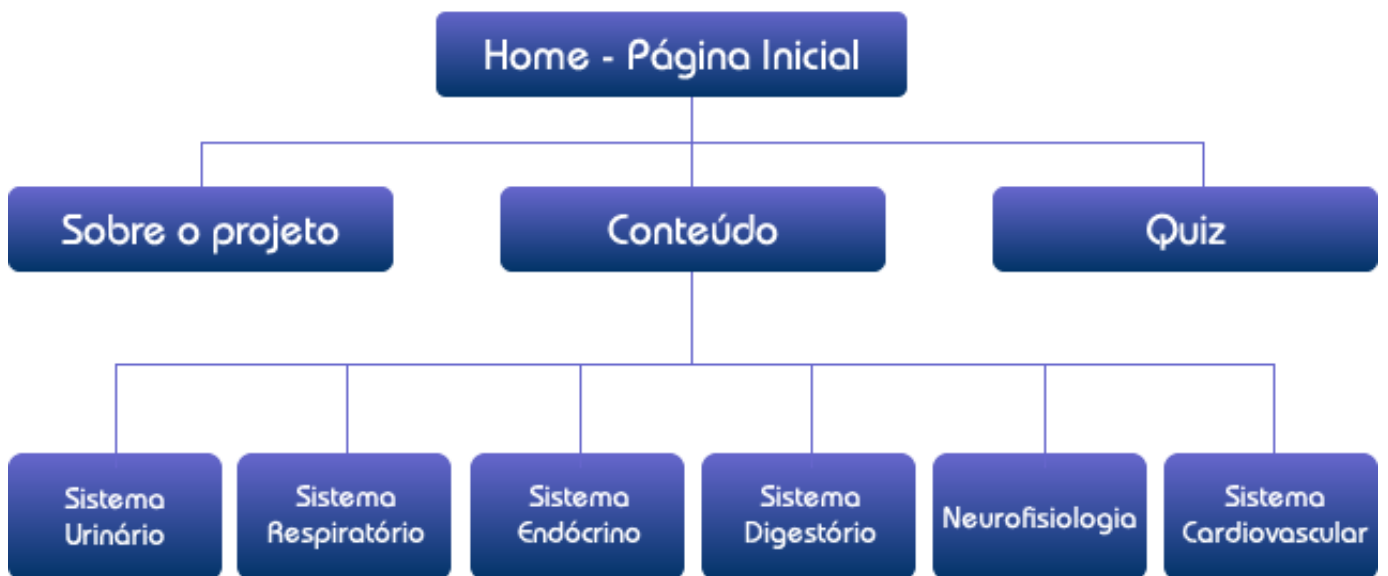 Home - Página Inicial
Sobre o projeto
Conteúdo
Quiz
Sistema
Urinário
Sistema
Respiratório
Sistema
Endócrino
Sistema
Digestório
Neurofisiologia
Sistema
Cardiovascular